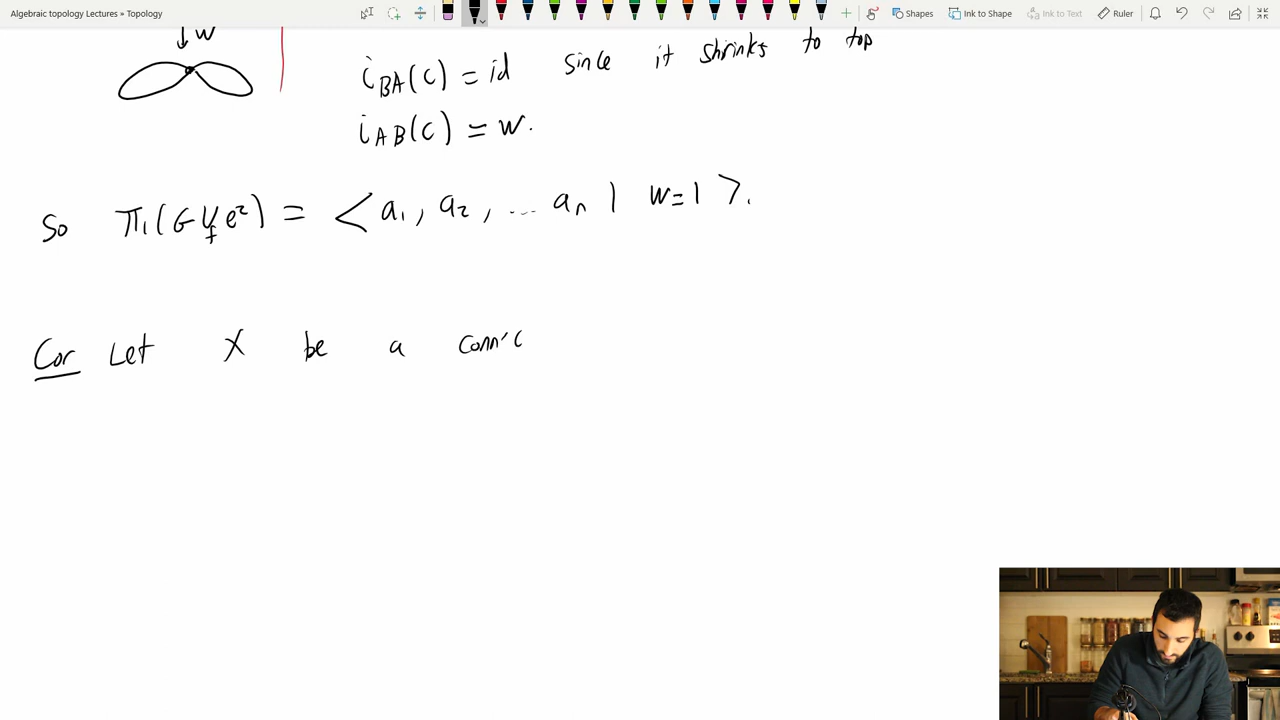 Algebraic topology Lectures » Topology
Shapes
Ink to Shape
Ink to Text
Ruler
↓ w
i_BA(c) = id since it shrinks to top
i_AB(c) = w.
So π₁(G ∪_f e²) = < a₁, a₂, ... aₙ | w=1 >.
Cor Let X be a conn'c